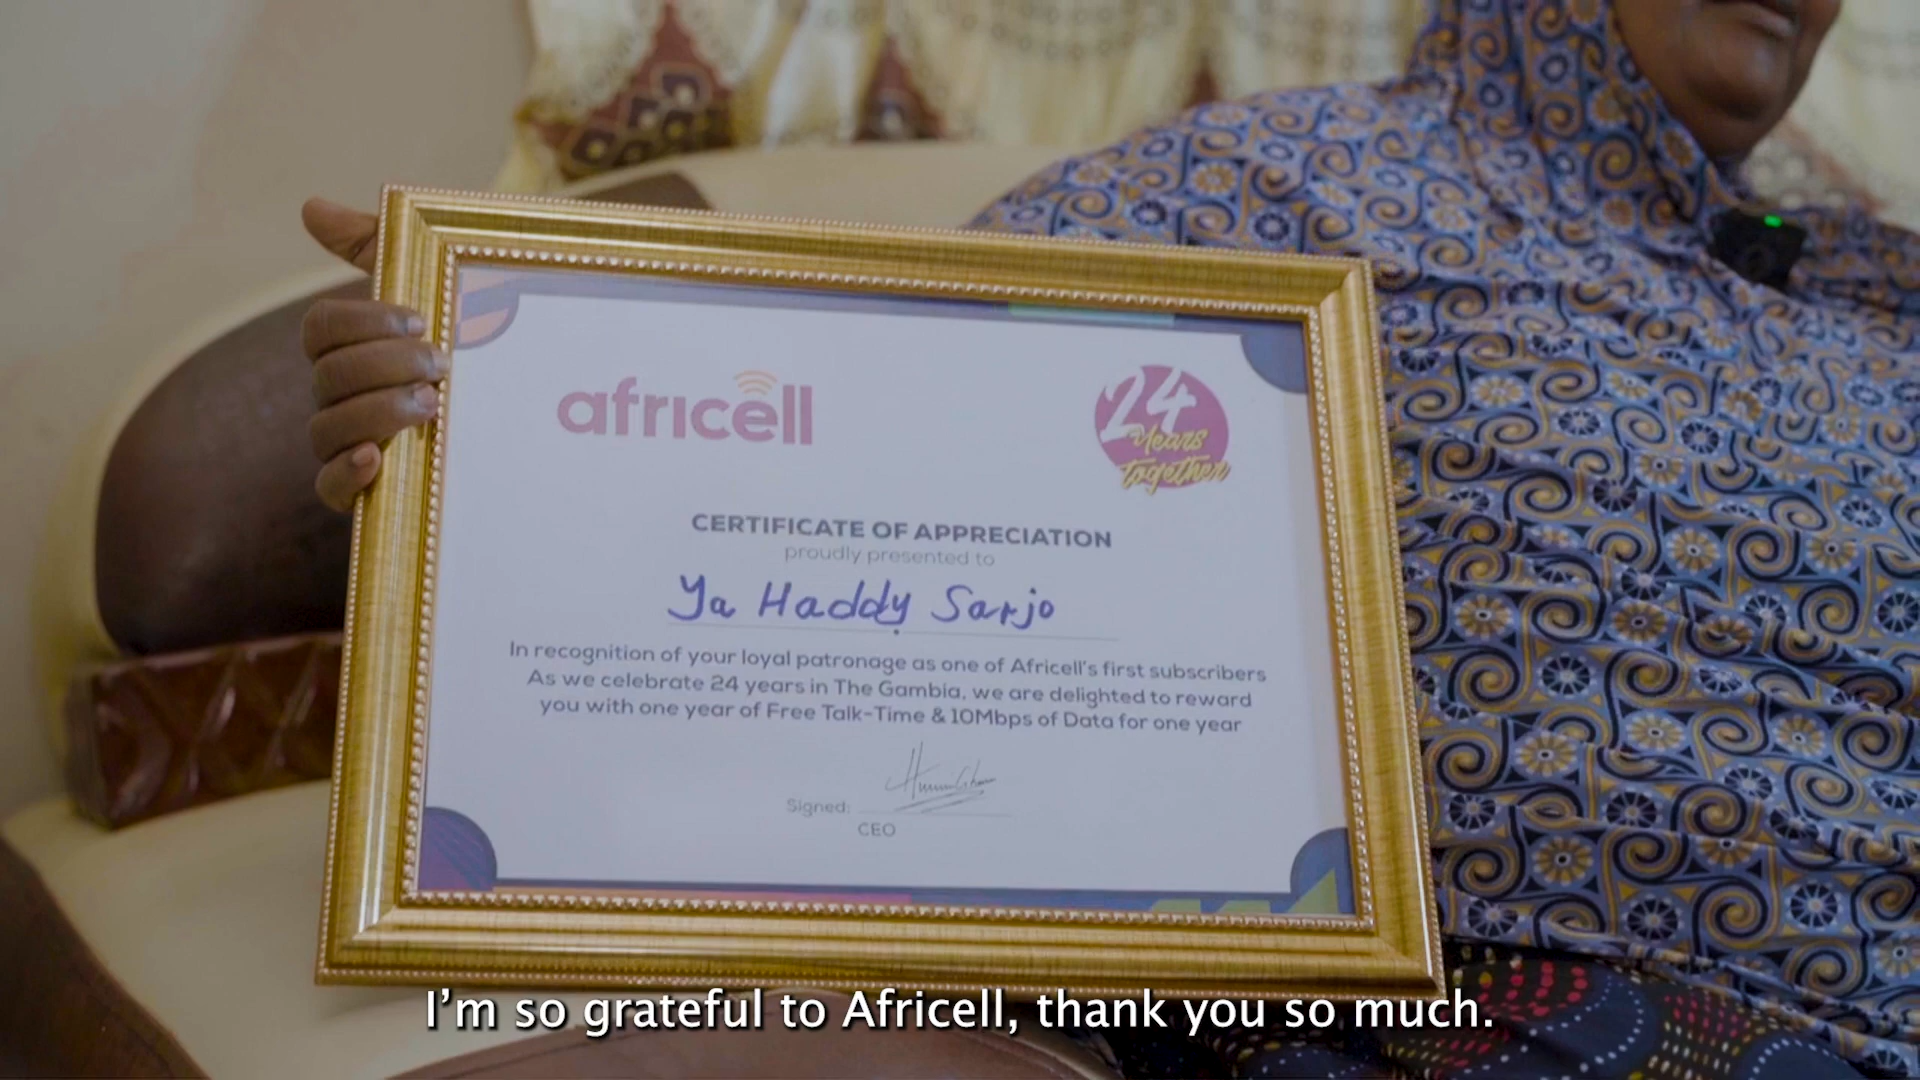 africell
24
Years
together
CERTIFICATE OF APPRECIATION
proudly presented to
Ya Haddy Sarjo
In recognition of your loyal patronage as one of Africell's first subscribers
As we celebrate 24 years in The Gambia, we are delighted to reward
you with one year of Free Talk-Time & 10Mbps of Data for one year
Signed:
CEO
I'm so grateful to Africell, thank you so much.